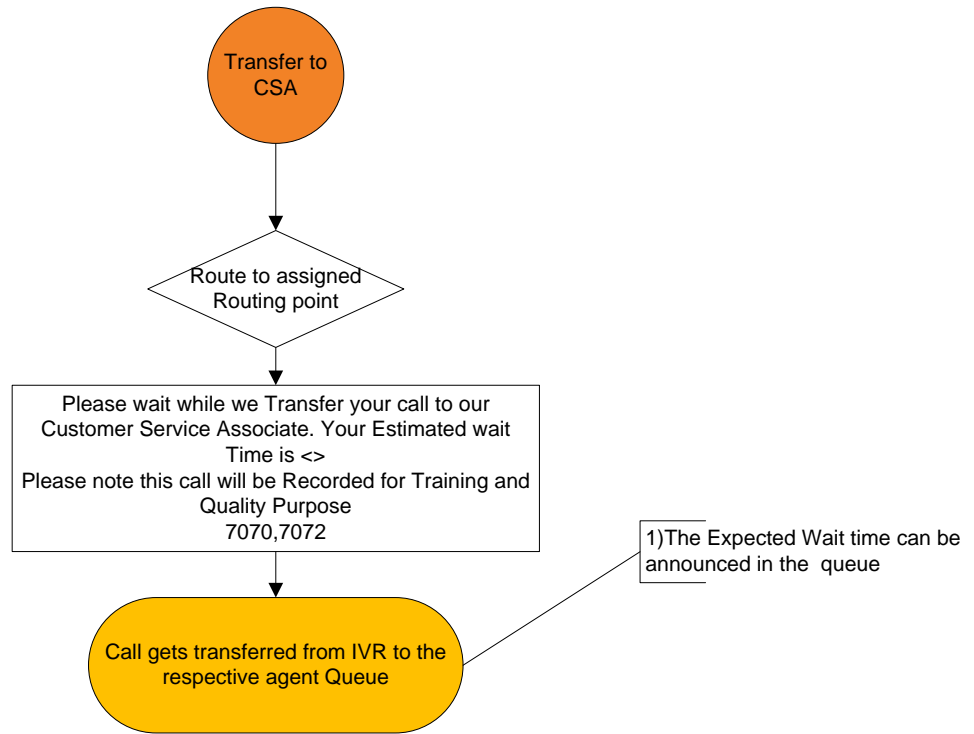 Transfer to
CSA
Route to assigned
Routing point
Please wait while we Transfer your call to our
Customer Service Associate. Your Estimated wait
Time is <>
Please note this call will be Recorded for Training and
Quality Purpose
7070,7072
1)The Expected Wait time can be
announced in the queue
Call gets transferred from IVR to the
respective agent Queue